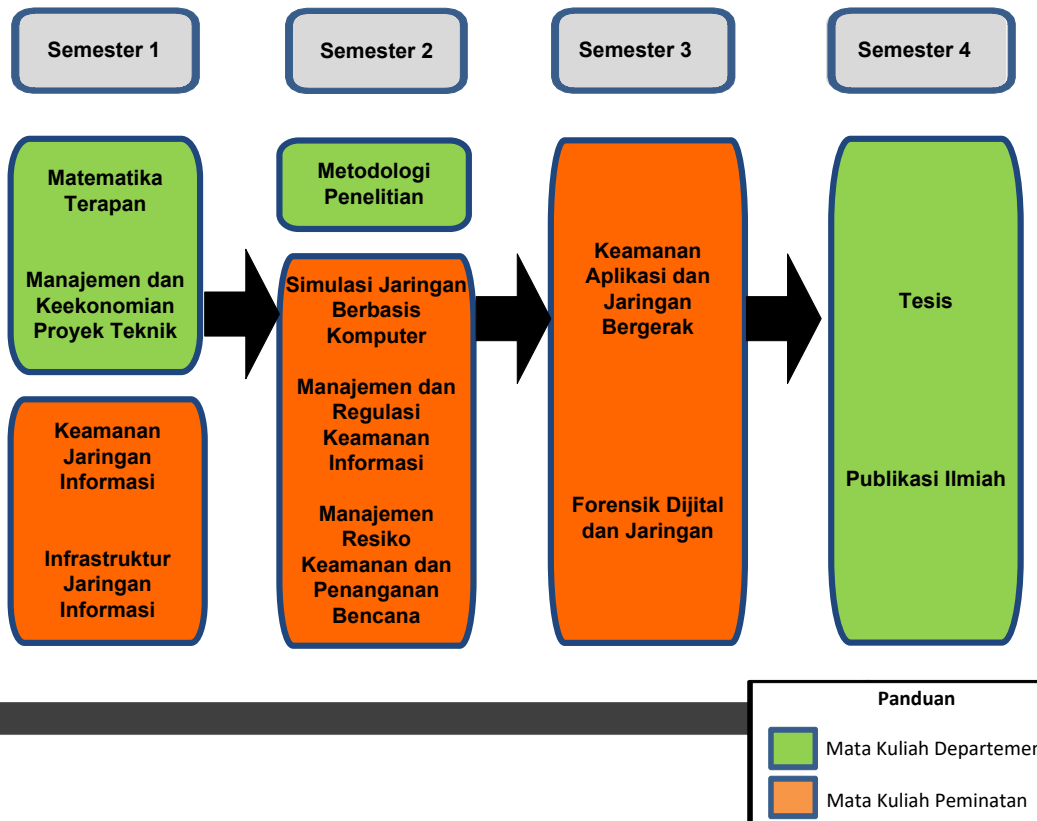 Semester 1
Semester 2
Semester 3
Semester 4
Matematika
Terapan
Manajemen dan
Keekonomian
Proyek Teknik
Keamanan
Jaringan
Informasi
Infrastruktur
Jaringan
Informasi
Metodologi
Penelitian
Simulasi Jaringan
Berbasis
Komputer
Manajemen dan
Regulasi
Keamanan
Informasi
Manajemen
Resiko
Keamanan dan
Penanganan
Bencana
Keamanan
Aplikasi dan
Jaringan
Bergerak
Forensik Dijital
dan Jaringan
Tesis
Publikasi Ilmiah
Panduan
Mata Kuliah Departemen
Mata Kuliah Peminatan